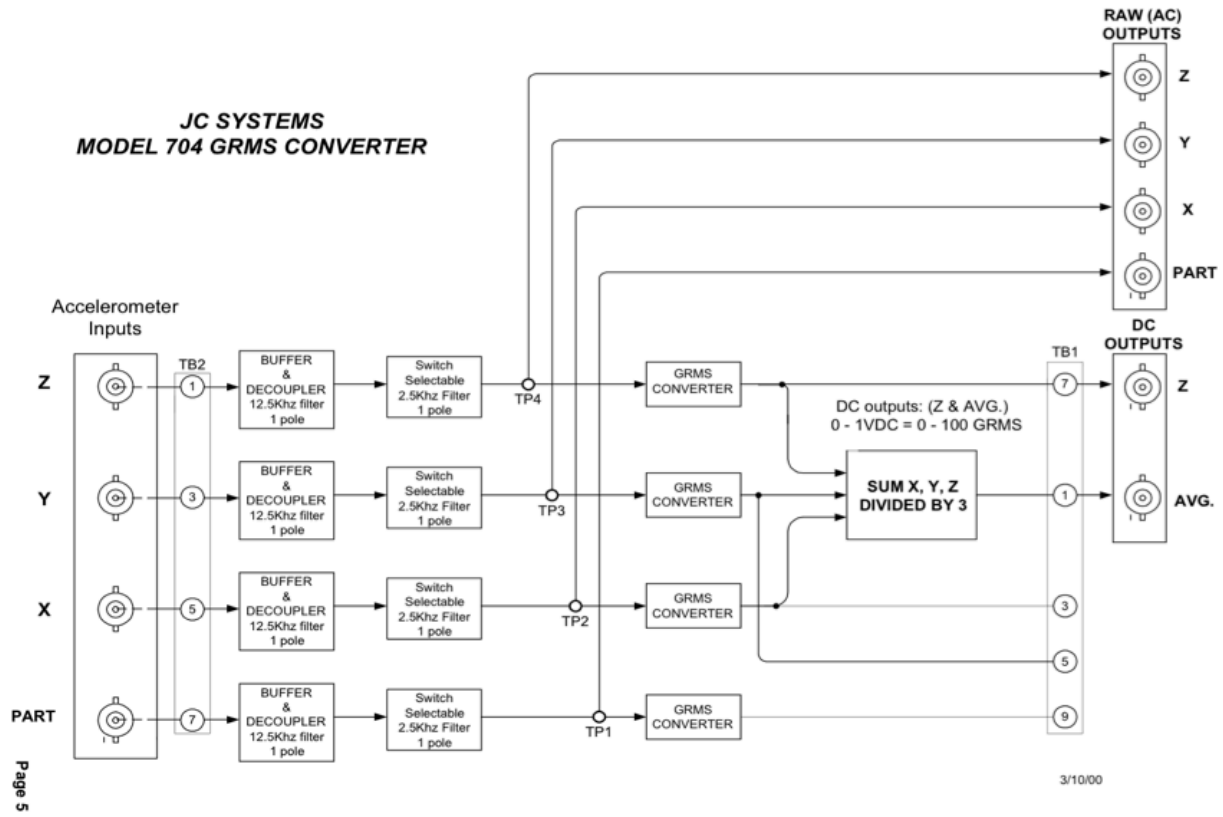 RAW (AC)
OUTPUTS
Z
Y
X
PART
JC SYSTEMS
MODEL 704 GRMS CONVERTER
Accelerometer
Inputs
DC
OUTPUTS
TB2
TB1
Z
1
BUFFER
&
DECOUPLER
12.5Khz filter
1 pole
Switch
Selectable
2.5Khz Filter
1 pole
TP4
GRMS
CONVERTER
7
Z
DC outputs: (Z & AVG.)
0 - 1VDC = 0 - 100 GRMS
Y
3
BUFFER
&
DECOUPLER
12.5Khz filter
1 pole
Switch
Selectable
2.5Khz Filter
1 pole
TP3
GRMS
CONVERTER
SUM X, Y, Z
DIVIDED BY 3
1
AVG.
X
5
BUFFER
&
DECOUPLER
12.5Khz filter
1 pole
Switch
Selectable
2.5Khz Filter
1 pole
TP2
GRMS
CONVERTER
3
5
PART
7
BUFFER
&
DECOUPLER
12.5Khz filter
1 pole
Switch
Selectable
2.5Khz Filter
1 pole
TP1
GRMS
CONVERTER
9
Page 5
3/10/00